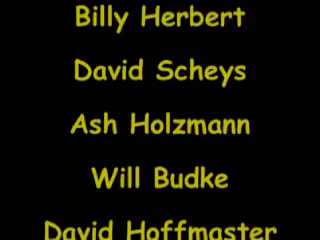 Billy Herbert
David Scheys
Ash Holzmann
Will Budke
David Hoffmaster